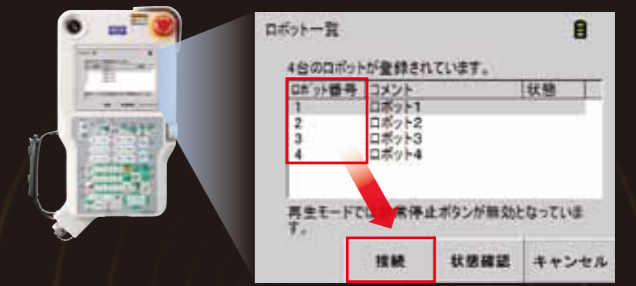 ロボット一覧
4台のロボットが登録されています。
ロボット番号 コメント 状態
1 ロボット1
2 ロボット2
3 ロボット3
4 ロボット4
再生モードで 非常停止ボタンが無効となっていま
す。
接続 状態確認 キャンセル